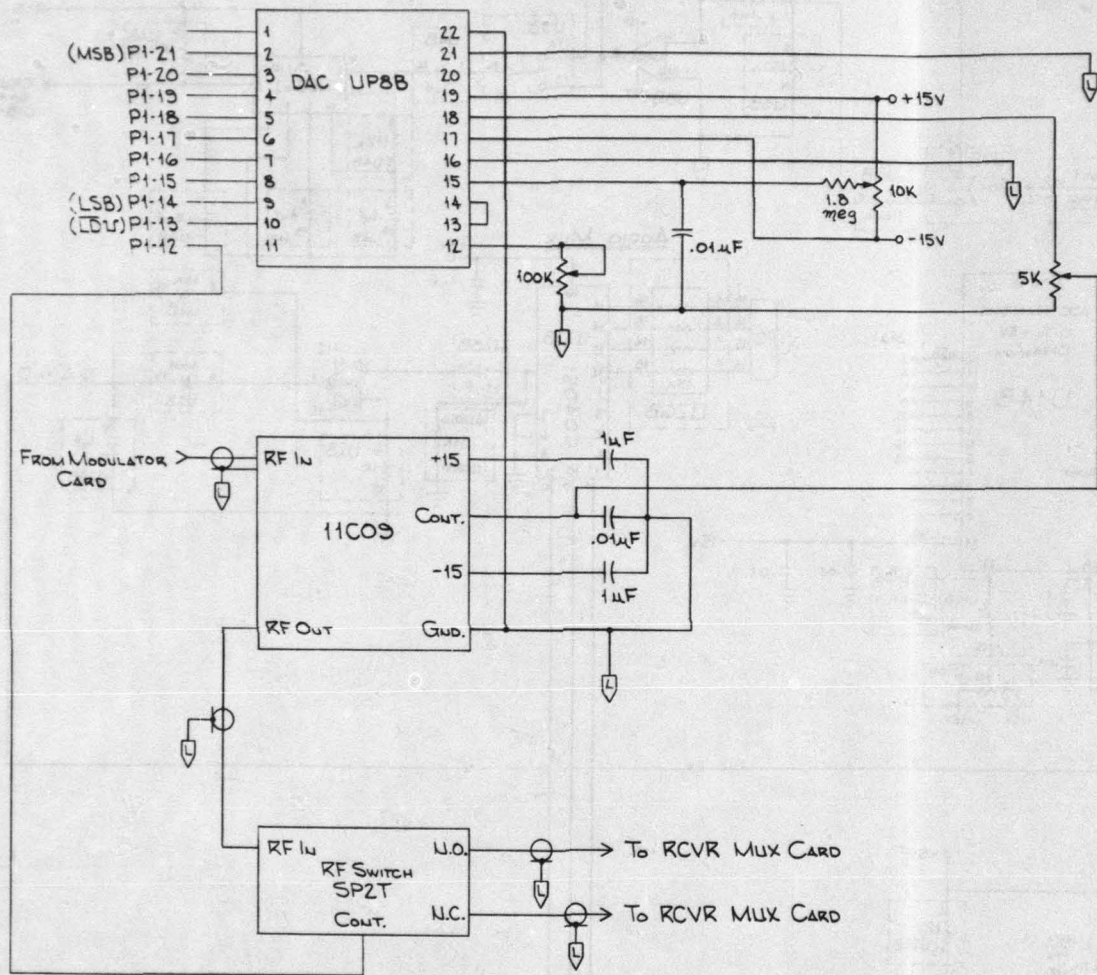 1 22
(MSB) P1-21 2 21
P1-20 3 DAC UP8B 20
P1-19 4 19 +15V
P1-18 5 18
P1-17 6 17
P1-16 7 16
P1-15 8 15 1.8 meg 10K
(LSB) P1-14 9 14
(LD) P1-13 10 13 -15V
P1-12 11 12 .01µF
100K 5K
L L L
FROM MODULATOR CARD
RF IN +15 1µF
11C09 CONT. .01µF
-15 1µF
RF OUT GND.
L L L
RF IN N.O. TO RCVR MUX CARD
RF SWITCH
SP2T L
CONT. N.C. TO RCVR MUX CARD
L
Audio Mux